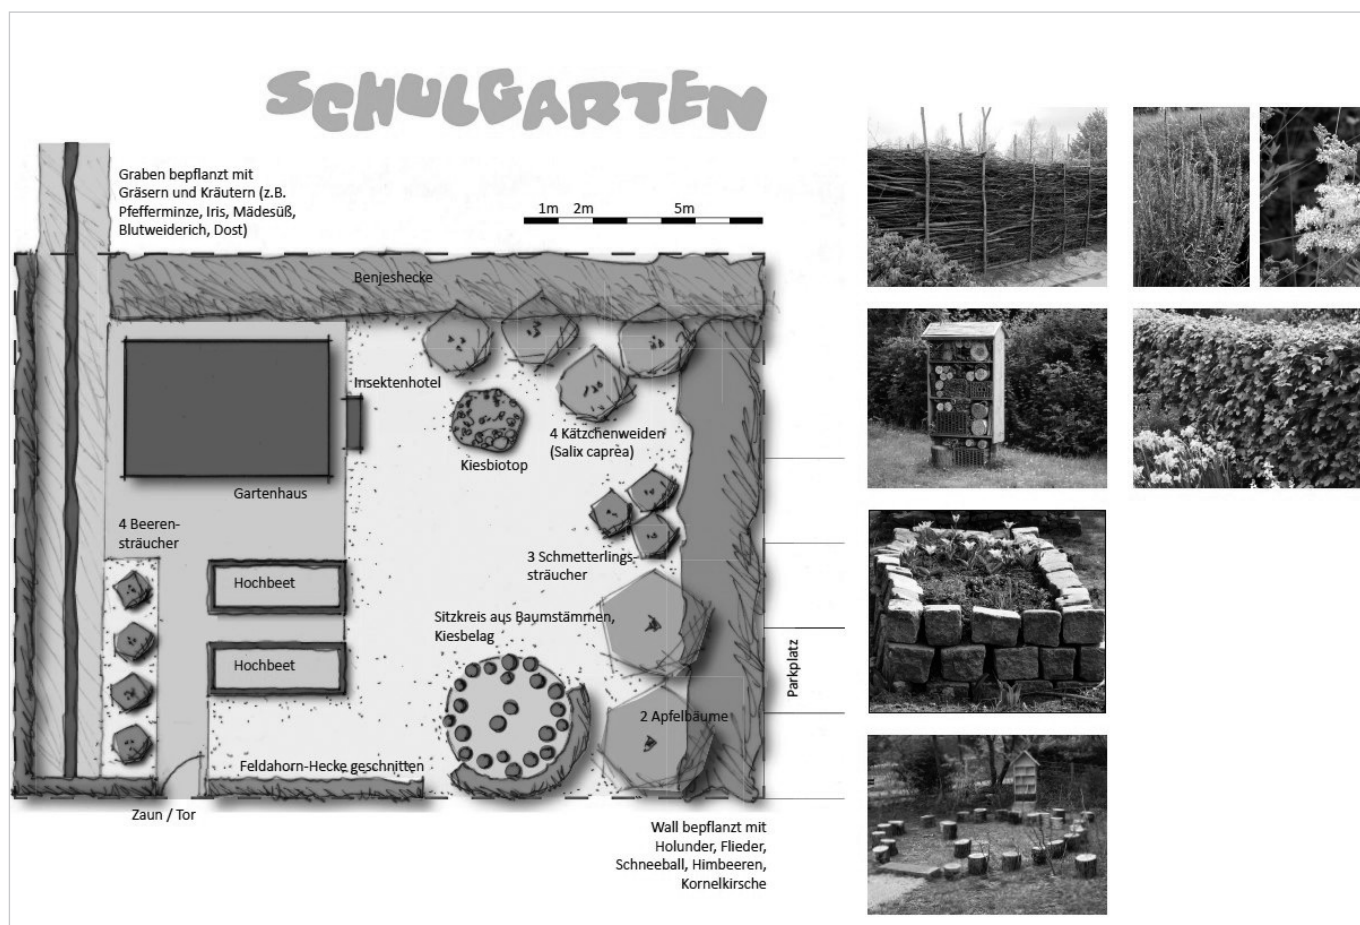 SCHULGARTEN
Graben bepflanzt mit
Gräsern und Kräutern (z.B.
Pfefferminze, Iris, Mädesüß,
Blutweiderich, Dost)
1m 2m 5m
Benjeshecke
Insektenhotel
4 Kätzchenweiden
(Salix caprea)
Kiesbiotop
Gartenhaus
4 Beeren-
sträucher
3 Schmetterlings-
sträucher
Hochbeet
Sitzkreis aus Baumstämmen,
Kiesbelag
Hochbeet
Parkplatz
2 Apfelbäume
Feldahorn-Hecke geschnitten
Zaun / Tor
Wall bepflanzt mit
Holunder, Flieder,
Schneeball, Himbeeren,
Kornelkirsche